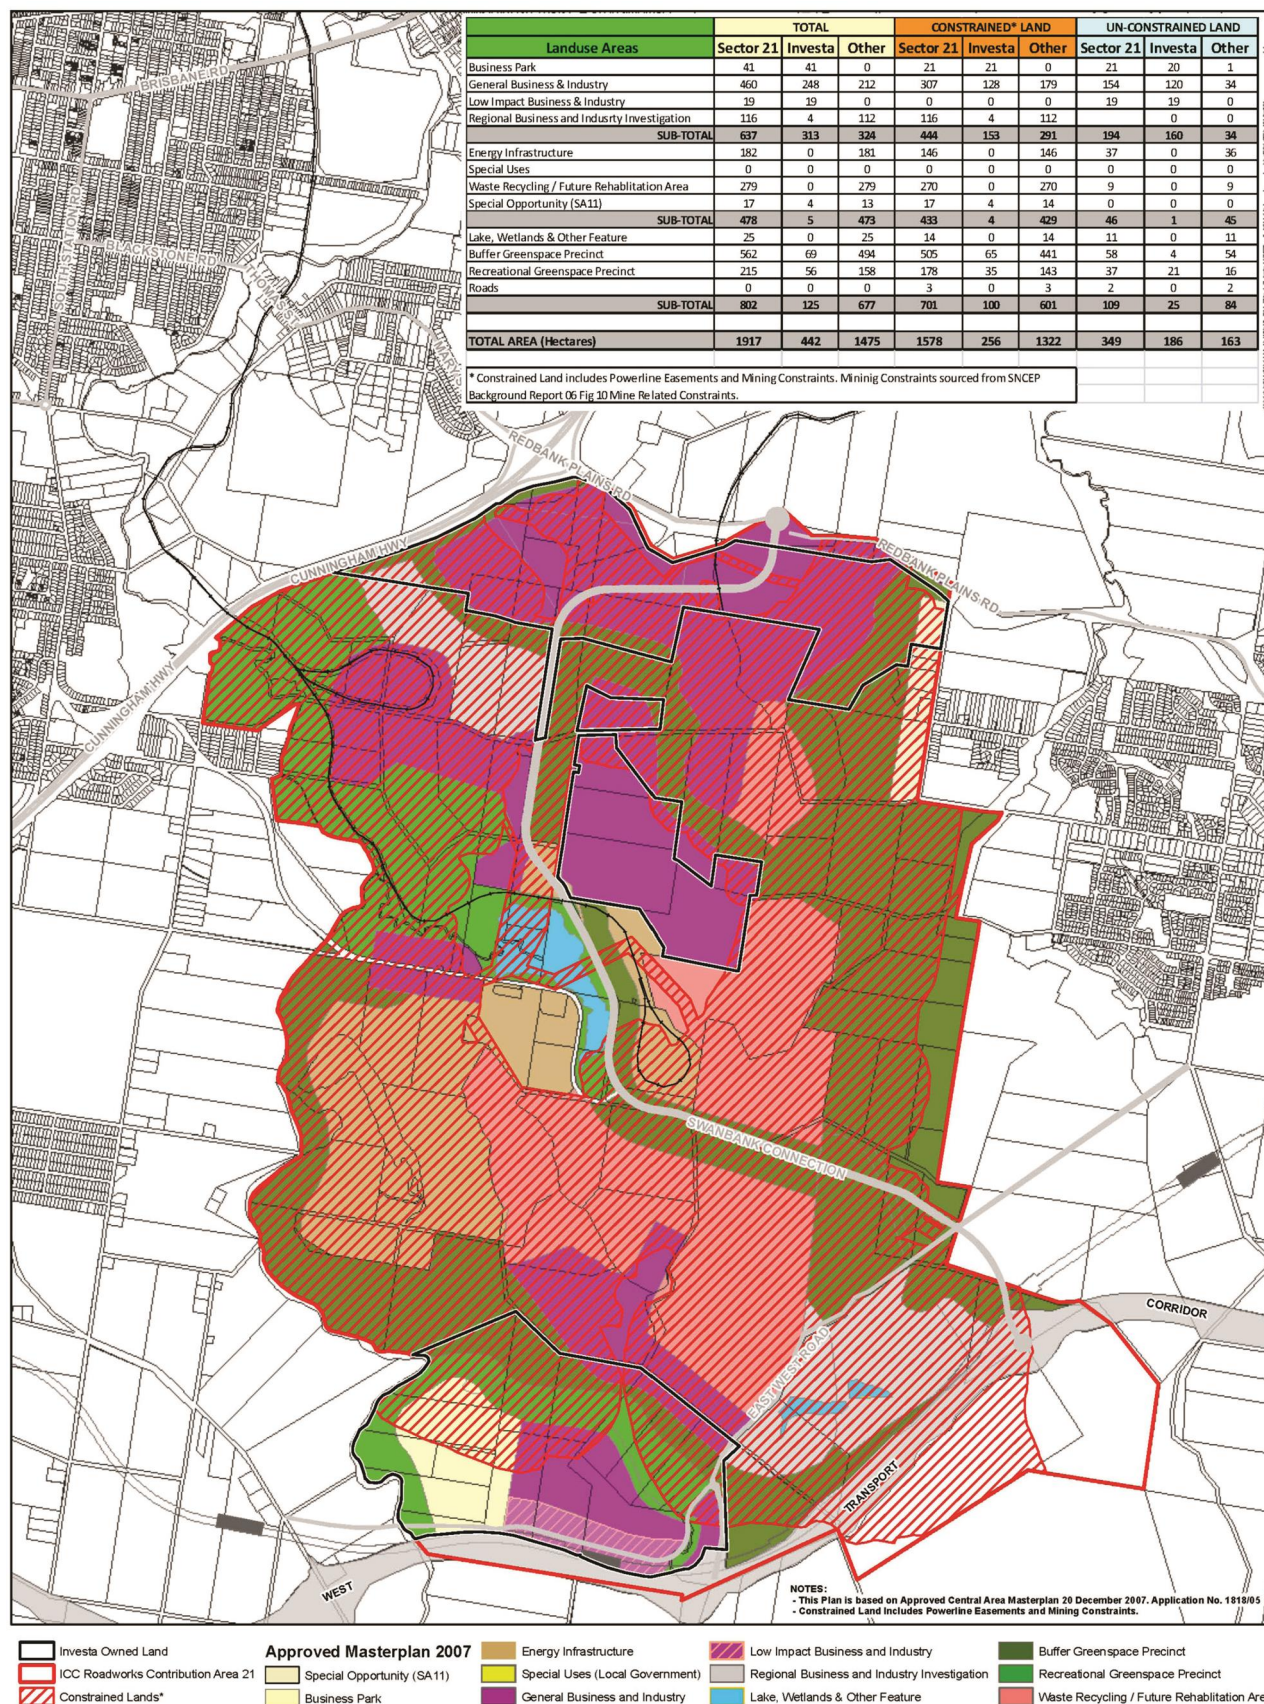 TOTAL CONSTRAINED* LAND UN-CONSTRAINED LAND
Landuse Areas Sector 21 Investa Other Sector 21 Investa Other Sector 21 Investa Other
Business Park 41 41 0 21 21 0 21 20 1
General Business & Industry 460 248 212 307 128 179 154 120 34
Low Impact Business & Industry 19 19 0 0 0 0 19 19 0
Regional Business and Indusrty Investigation 116 4 112 116 4 112 0 0
SUB-TOTAL 637 313 324 444 153 291 194 160 34
Energy Infrastructure 182 0 181 146 0 146 37 0 36
Special Uses 0 0 0 0 0 0 0 0 0
Waste Recycling / Future Rehablitation Area 279 0 279 270 0 270 9 0 9
Special Opportunity (SA11) 17 4 13 17 4 14 0 0 0
SUB-TOTAL 478 5 473 433 4 429 46 1 45
Lake, Wetlands & Other Feature 25 0 25 14 0 14 11 0 11
Buffer Greenspace Precinct 562 69 494 505 65 441 58 4 54
Recreational Greenspace Precinct 215 56 158 178 35 143 37 21 16
Roads 0 0 0 3 0 3 2 0 2
SUB-TOTAL 802 125 677 701 100 601 109 25 84
TOTAL AREA (Hectares) 1917 442 1475 1578 256 1322 349 186 163
* Constrained Land includes Powerline Easements and Mining Constraints. Mininig Constraints sourced from SNCEP
Background Report 06 Fig 10 Mine Related Constraints.
BRISBANE RD
SOUTH STATION RD
BLACKSTONE RD
THOMAS ST
REDBANK PLAINS RD
CUNNINGHAM HWY
REDBANK PLAINS RD
CUNNINGHAM HWY
SWANBANK CONNECTION
CORRIDOR
EAST WEST ROAD
TRANSPORT
WEST
NOTES:
- This Plan is based on Approved Central Area Masterplan 20 December 2007. Application No. 1818/05
- Constrained Land Includes Powerline Easements and Mining Constraints.
Investa Owned Land
ICC Roadworks Contribution Area 21
Constrained Lands*
Approved Masterplan 2007
Special Opportunity (SA11)
Business Park
Energy Infrastructure
Special Uses (Local Government)
General Business and Industry
Low Impact Business and Industry
Regional Business and Industry Investigation
Lake, Wetlands & Other Feature
Buffer Greenspace Precinct
Recreational Greenspace Precinct
Waste Recycling / Future Rehablitation Area